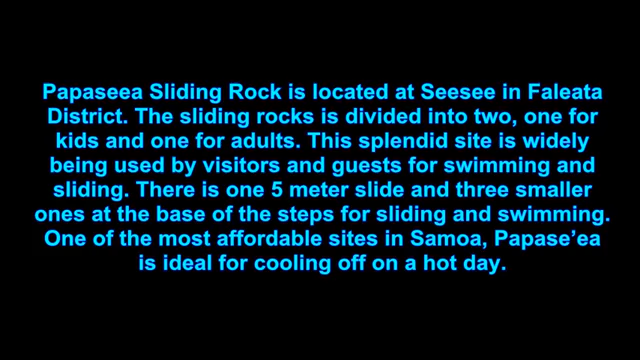 Papaseea Sliding Rock is located at Seesee in Faleata
District. The sliding rocks is divided into two, one for
kids and one for adults. This splendid site is widely
being used by visitors and guests for swimming and
sliding. There is one 5 meter slide and three smaller
ones at the base of the steps for sliding and swimming.
One of the most affordable sites in Samoa, Papase’ea
is ideal for cooling off on a hot day.